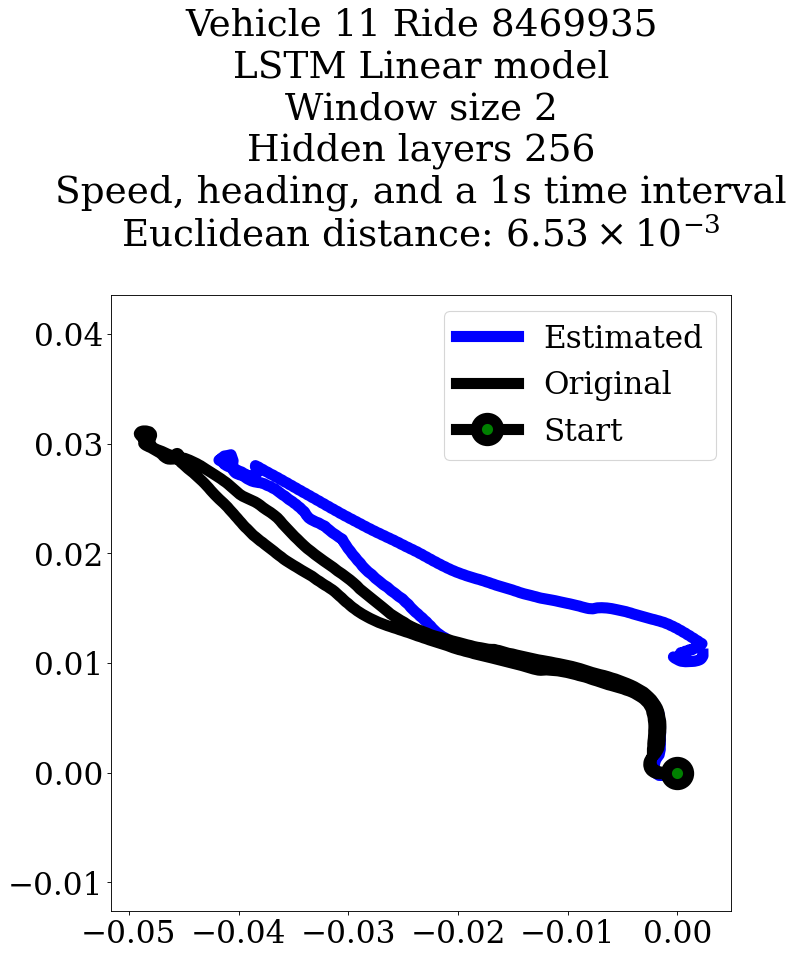 Vehicle 11 Ride 8469935
LSTM Linear model
Window size 2
Hidden layers 256
Speed, heading, and a 1s time interval
Euclidean distance: 6.53 × 10⁻³
Estimated
Original
Start
0.04
0.03
0.02
0.01
0.00
−0.01
−0.05 −0.04 −0.03 −0.02 −0.01 0.00